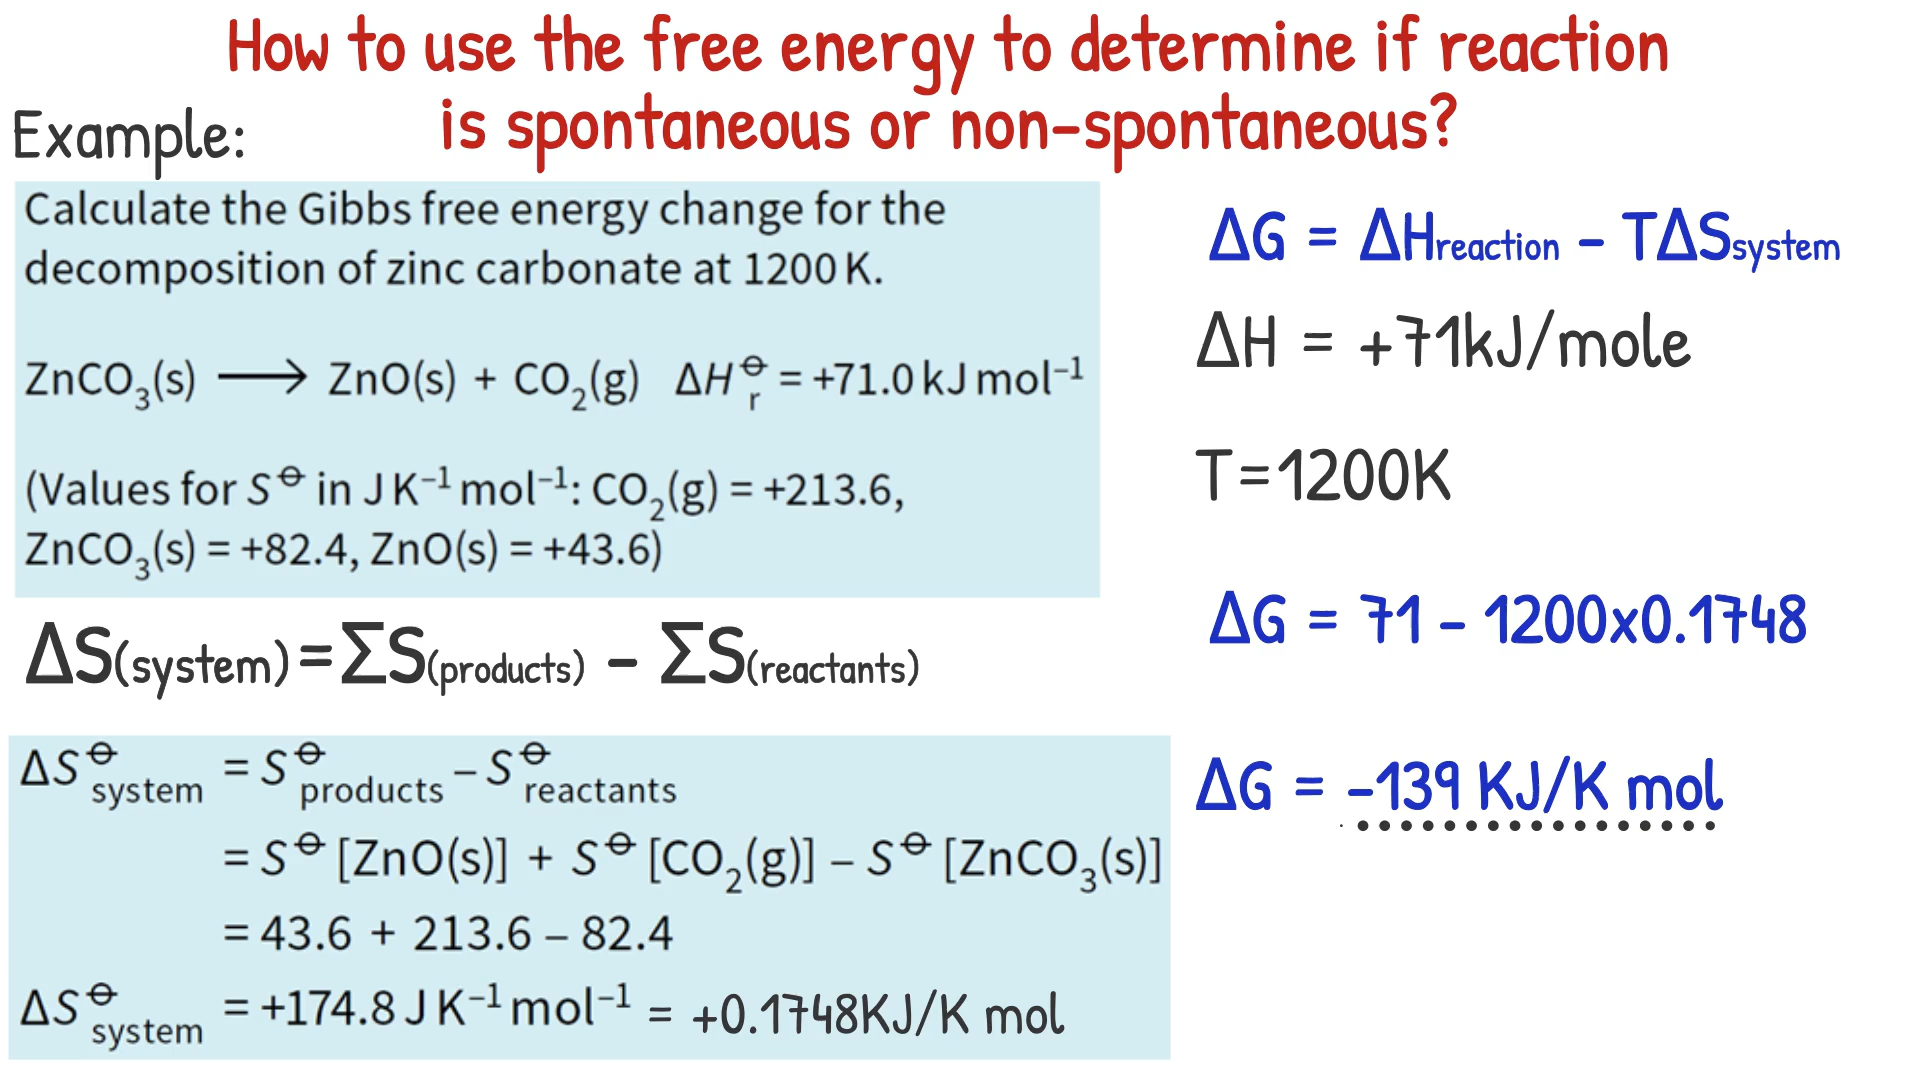 How to use the free energy to determine if reaction
is spontaneous or non-spontaneous?
Example:
Calculate the Gibbs free energy change for the
decomposition of zinc carbonate at 1200 K.
ZnCO₃(s) ⟶ ZnO(s) + CO₂(g) ΔH⦵r = +71.0 kJ mol⁻¹
(Values for S⦵ in J K⁻¹ mol⁻¹: CO₂(g) = +213.6,
ZnCO₃(s) = +82.4, ZnO(s) = +43.6)
ΔS(system) = ΣS(products) – ΣS(reactants)
ΔS⦵system = S⦵products – S⦵reactants
= S⦵ [ZnO(s)] + S⦵ [CO₂(g)] – S⦵ [ZnCO₃(s)]
= 43.6 + 213.6 – 82.4
ΔS⦵system = +174.8 J K⁻¹ mol⁻¹ = +0.1748KJ/K mol
ΔG = ΔHreaction – TΔSsystem
ΔH = +71kJ/mole
T=1200K
ΔG = 71 – 1200x0.1748
ΔG = -139 KJ/K mol